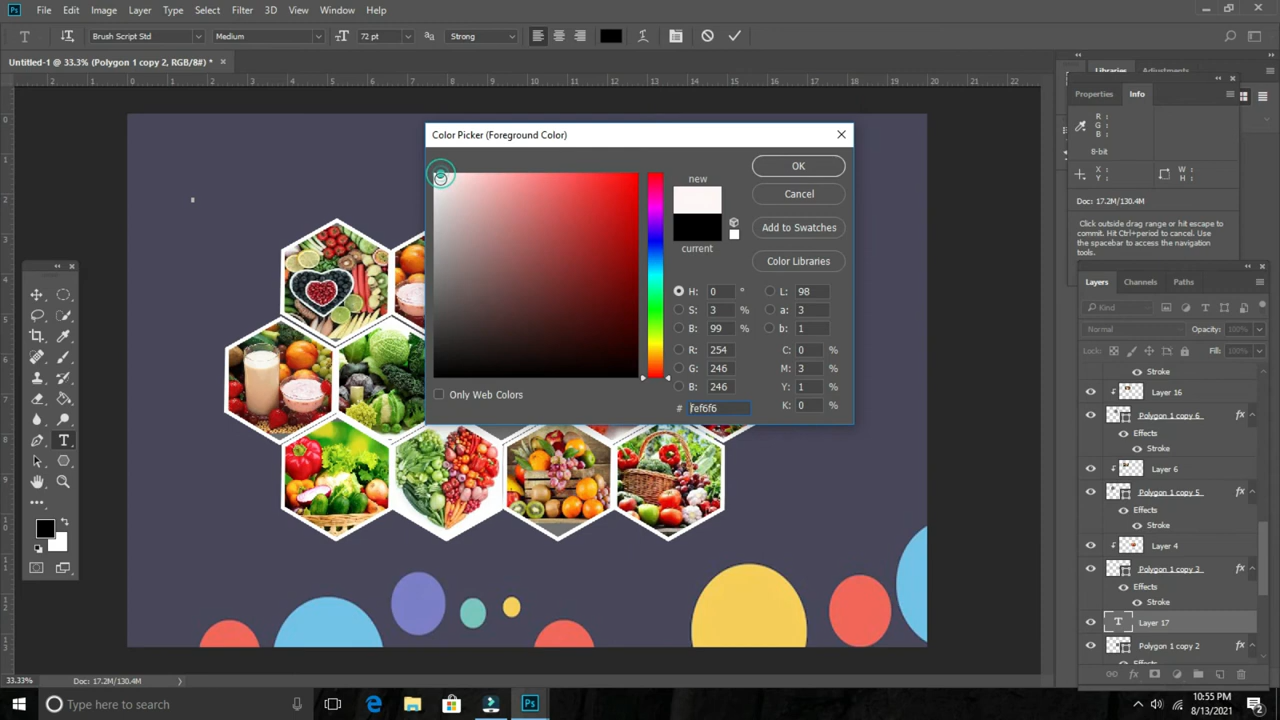 Ps File Edit Image Layer Type Select Filter 3D View Window Help
T Brush Script Std Medium 72 pt Strong
Untitled-1 @ 33.3% (Polygon 1 copy 2, RGB/8#) * ×
Libraries Adjustments
Properties Info
R:
G:
B:
8-bit
X:
Y:
W:
H:
Doc: 17.2M/130.4M
Click outside drag range or hit escape to
commit. Hit Ctrl+period to cancel. Use
the spacebar to access the navigation
tools.
Color Picker (Foreground Color)
new
current
OK
Cancel
Add to Swatches
Color Libraries
H: 0 °
S: 3 %
B: 99 %
R: 254
G: 246
B: 246
# fef6f6
L: 98
a: 3
b: 1
C: 0 %
M: 3 %
Y: 1 %
K: 0 %
Only Web Colors
Layers Channels Paths
Kind
Normal Opacity: 100%
Lock: Fill: 100%
Stroke
Layer 16
Polygon 1 copy 6 fx
Effects
Layer 6
Polygon 1 copy 5 fx
Effects
Stroke
Layer 4
Polygon 1 copy 3 fx
Effects
Stroke
T Layer 17
Polygon 1 copy 2 fx
33.33% Doc: 17.2M/130.4M
Type here to search
Ps
10:55 PM
8/13/2021
2